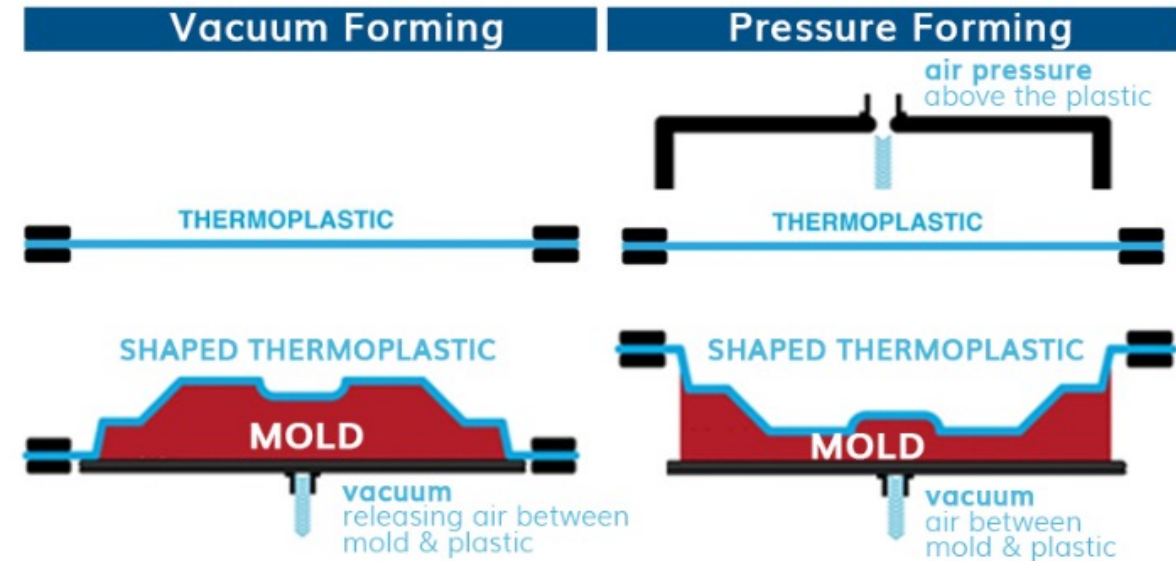 Vacuum Forming
THERMOPLASTIC
SHAPED THERMOPLASTIC
MOLD
vacuum
releasing air between
mold & plastic
Pressure Forming
air pressure
above the plastic
THERMOPLASTIC
SHAPED THERMOPLASTIC
MOLD
vacuum
air between
mold & plastic